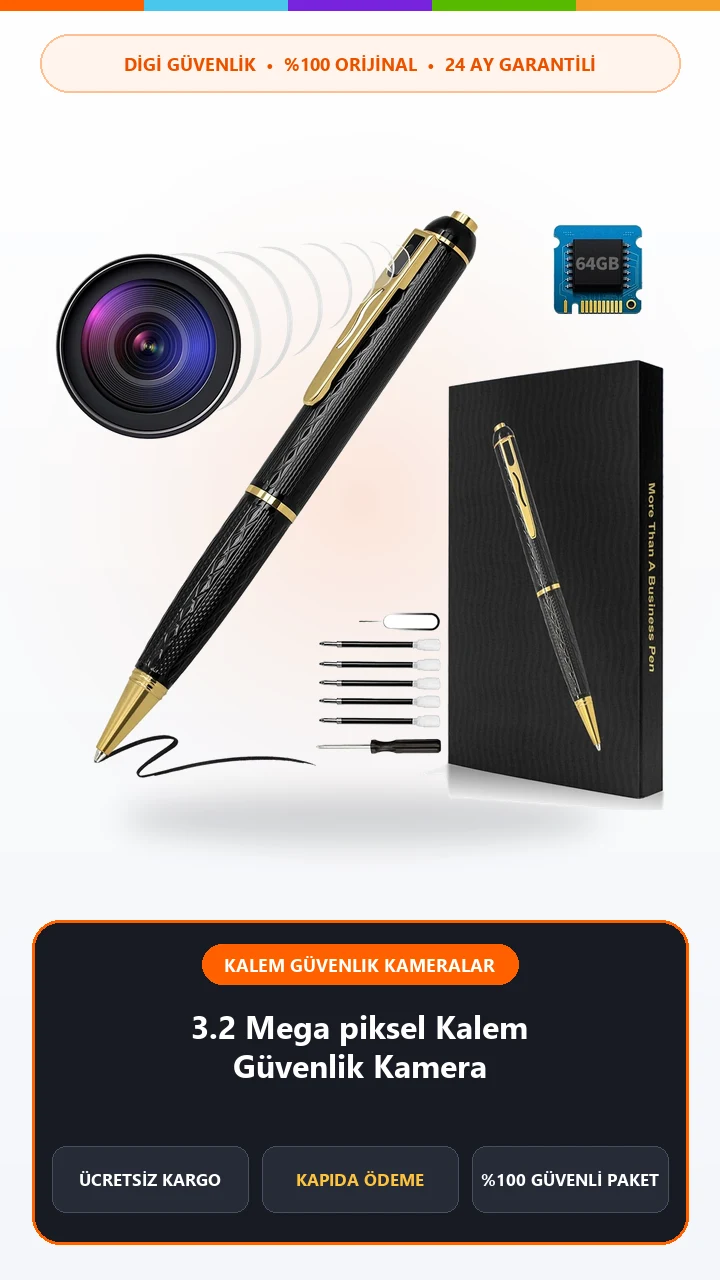 DİGİ GÜVENLİK • %100 ORİJİNAL • 24 AY GARANTİLİ
64GB
More Than A Business Pen
KALEM GÜVENLIK KAMERALAR
3.2 Mega piksel Kalem
Güvenlik Kamera
ÜCRETSİZ KARGO
KAPIDA ÖDEME
%100 GÜVENLİ PAKET